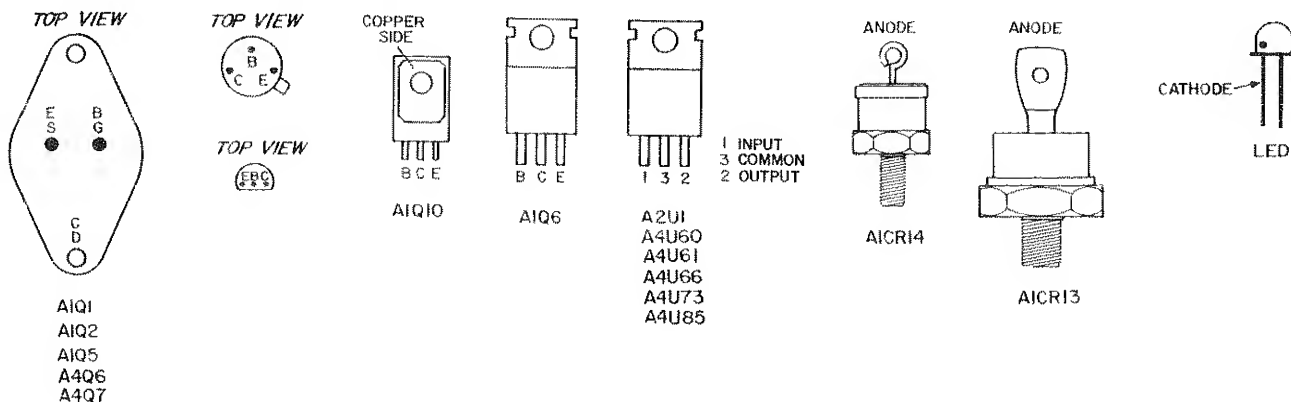 TOP VIEW
E
S
B
G
C
D
A1Q1
A1Q2
A1Q5
A4Q6
A4Q7
TOP VIEW
B
C E
TOP VIEW
EBC
COPPER
SIDE
B C E
A1Q10
B C E
A1Q6
1 3 2
1 INPUT
3 COMMON
2 OUTPUT
A2U1
A4U60
A4U61
A4U66
A4U73
A4U85
ANODE
A1CR14
ANODE
A1CR13
CATHODE
LED